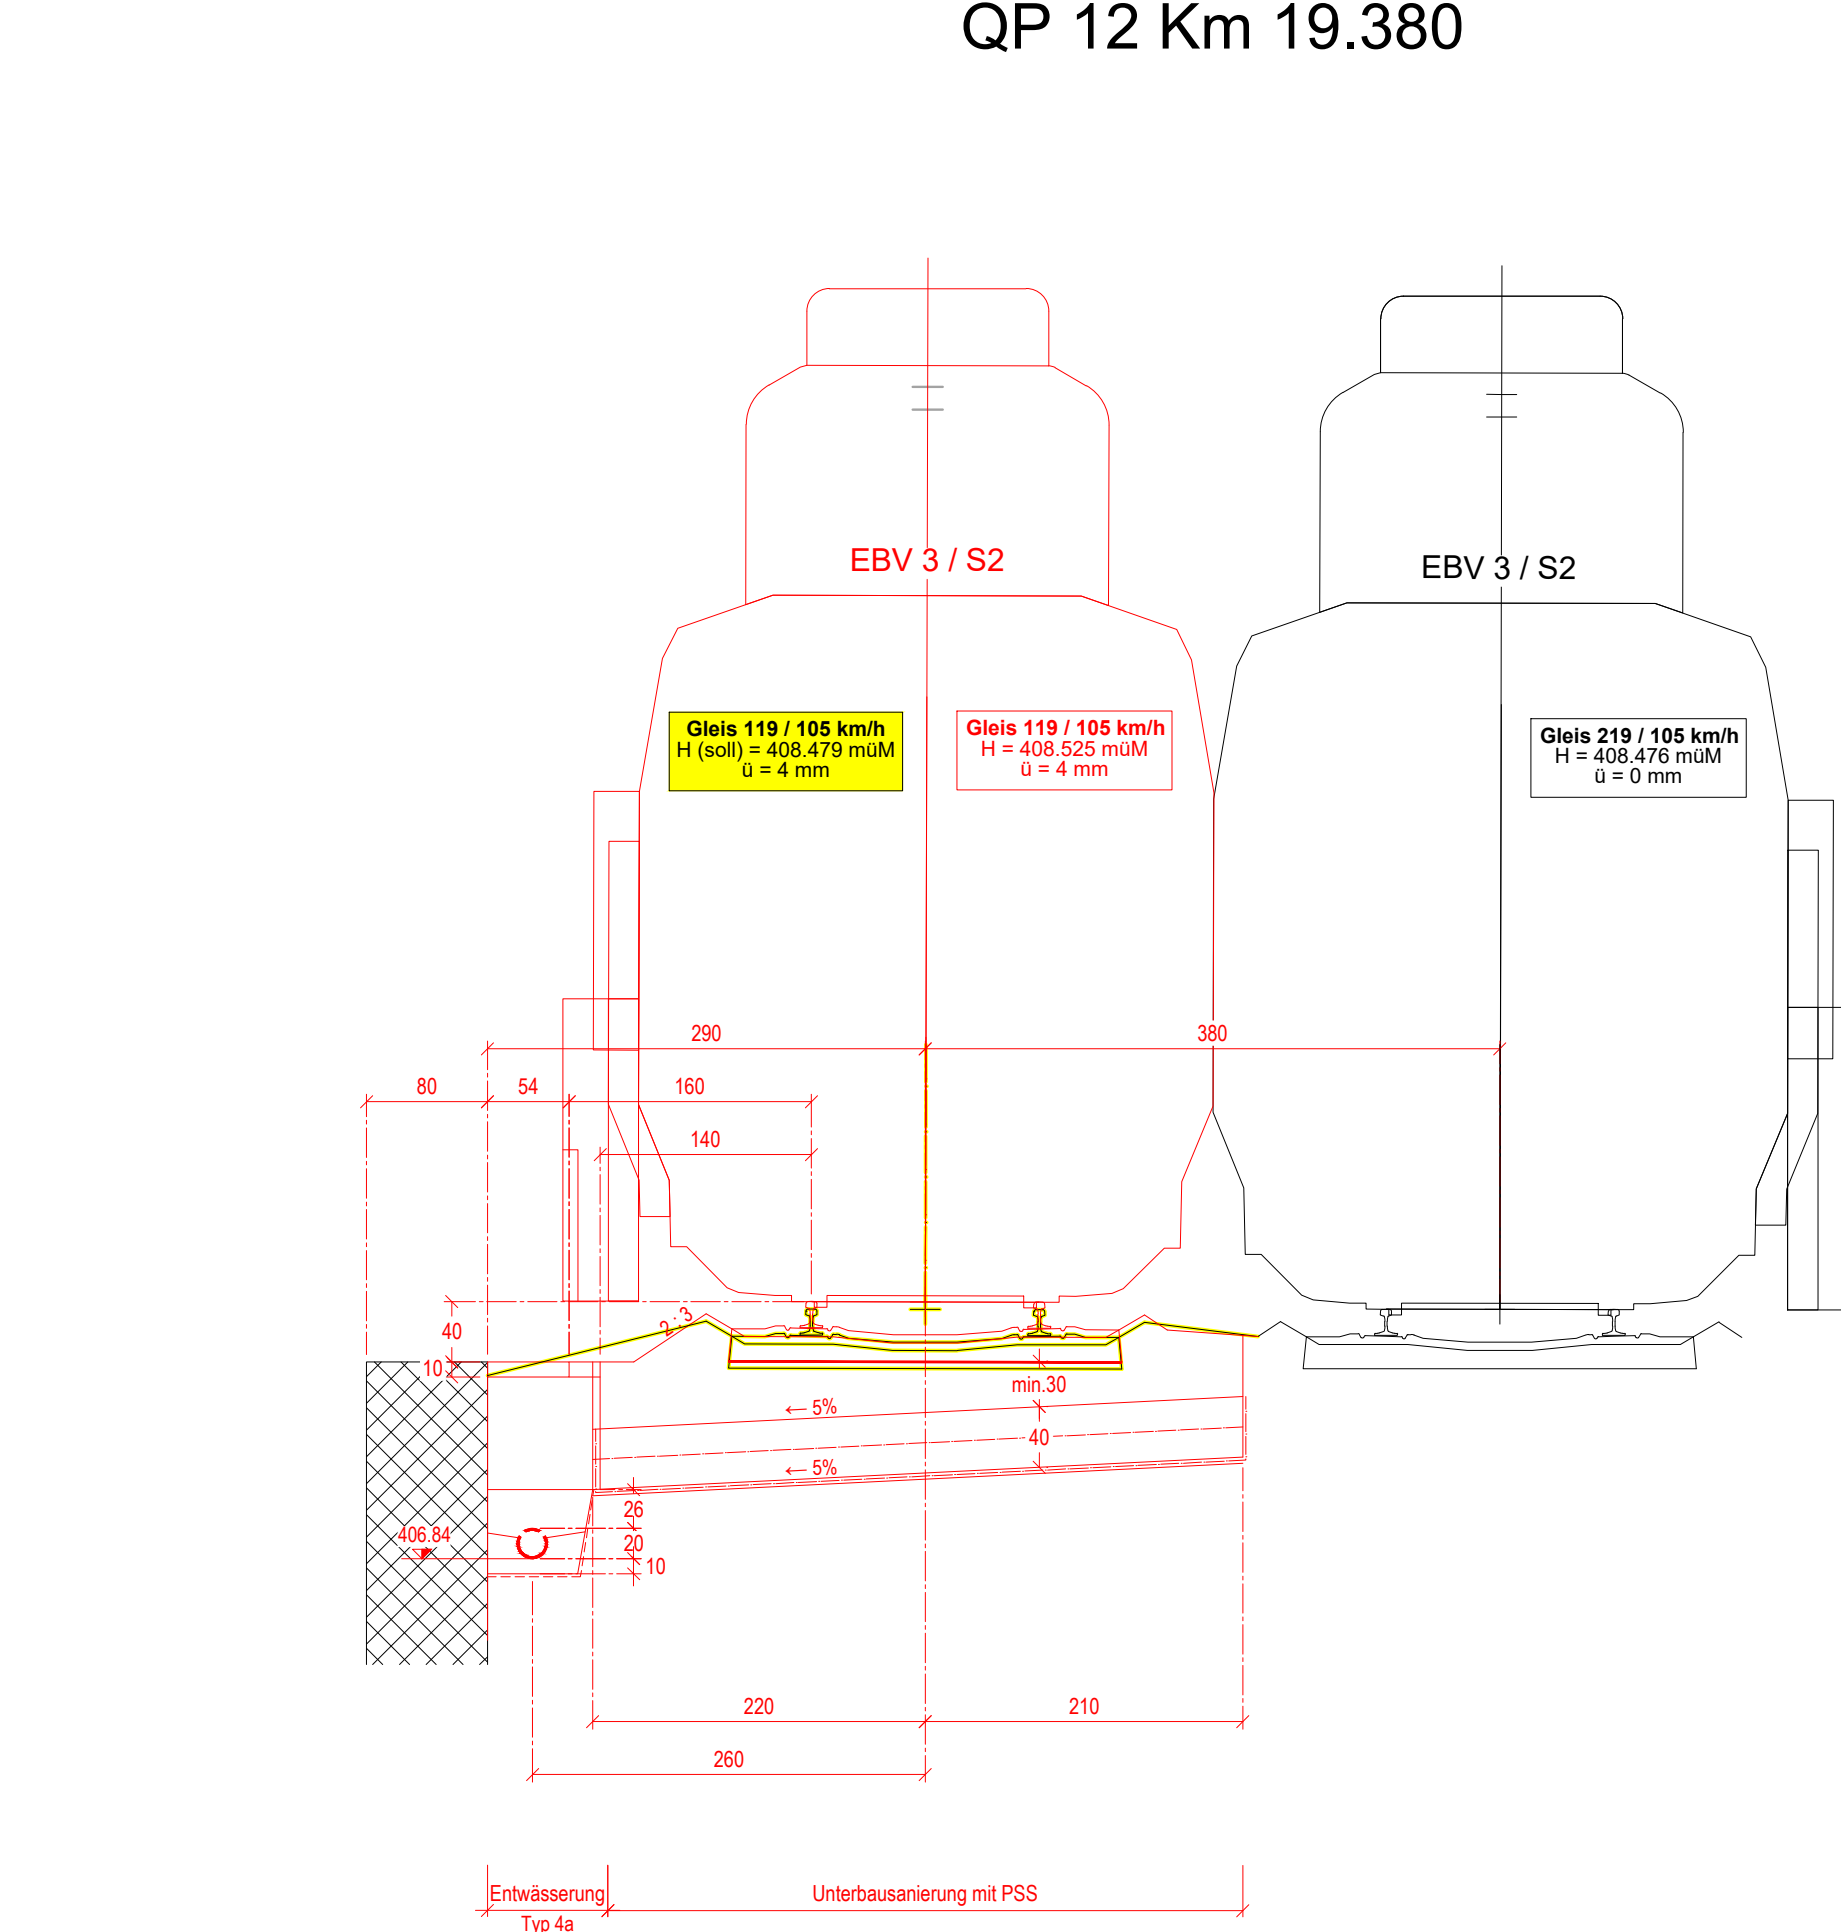 QP 12 Km 19.380
EBV 3 / S2
EBV 3 / S2
Gleis 119 / 105 km/h
H (soll) = 408.479 müM
ü = 4 mm
Gleis 119 / 105 km/h
H = 408.525 müM
ü = 4 mm
Gleis 219 / 105 km/h
H = 408.476 müM
ü = 0 mm
290
380
80
54
160
140
2 : 3
40
10
min.30
← 5%
40
← 5%
26
406.84
20
10
220
210
260
Entwässerung
Unterbausanierung mit PSS
Typ 4a